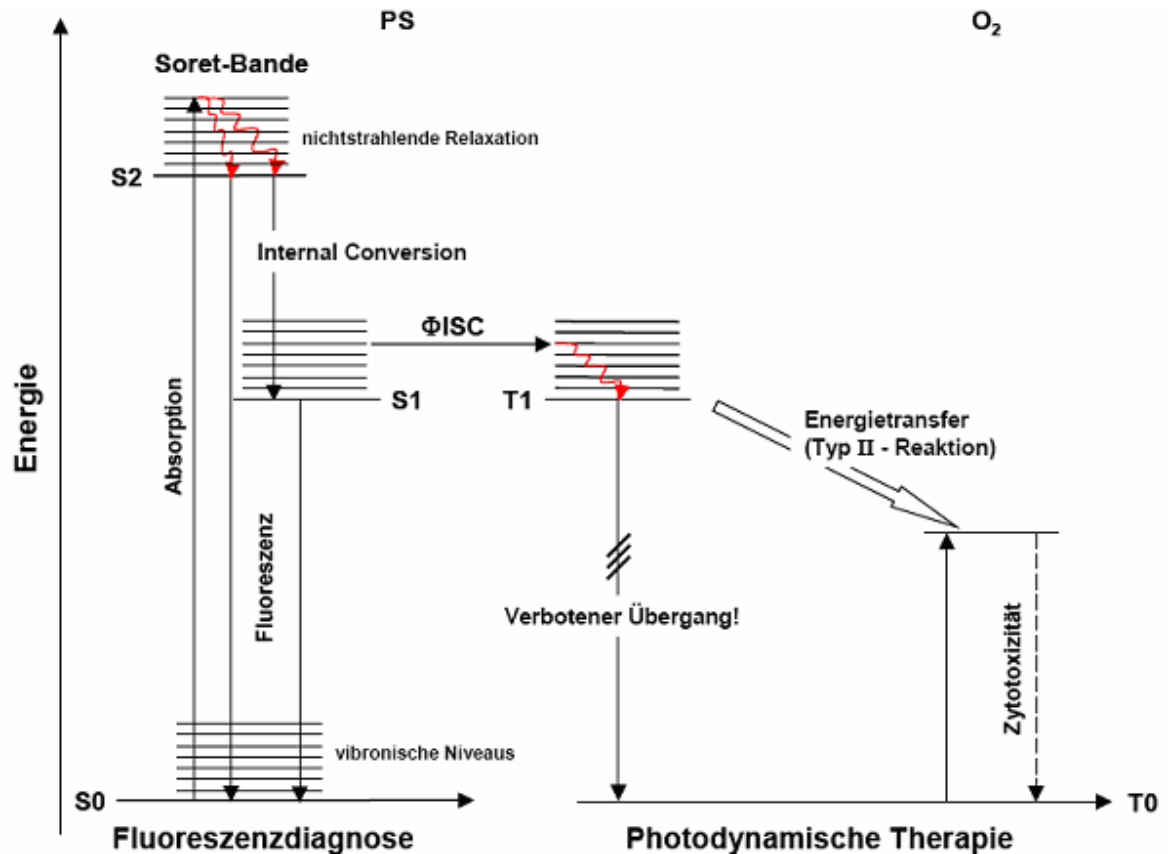 PS
O₂
Soret-Bande
nichtstrahlende Relaxation
S2
Internal Conversion
ΦISC
Energie
Absorption
S1
T1
Energietransfer
(Typ II - Reaktion)
Fluoreszenz
Verbotener Übergang!
Zytotoxizität
vibronische Niveaus
S0
T0
Fluoreszenzdiagnose
Photodynamische Therapie